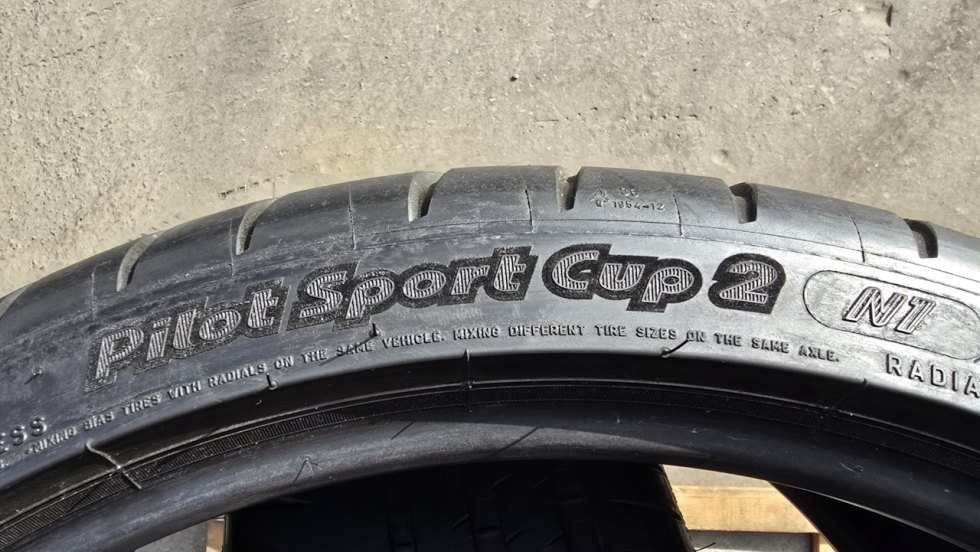 1954-12
Pilot Sport Cup 2 N1
RADIA
ESS
MIXING BIAS TIRES WITH RADIALS ON THE SAME VEHICLE. MIXING DIFFERENT TIRE SIZES ON THE SAME AXLE.